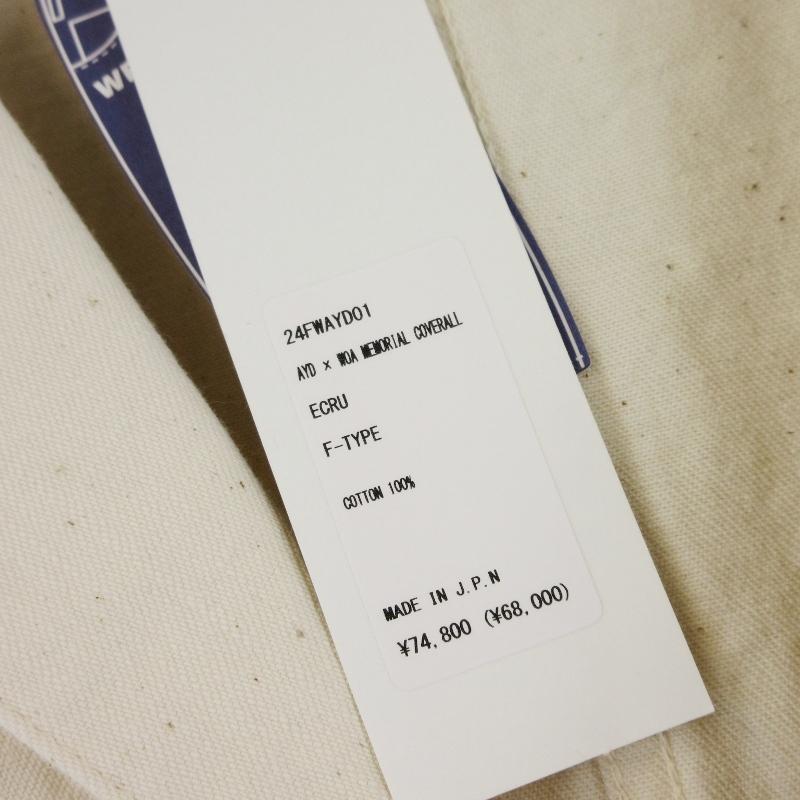 24FWAYD01
AYD × WOA MEMORIAL COVERALL
ECRU
F-TYPE
COTTON 100%
MADE IN J.P.N
¥74,800 (¥68,000)